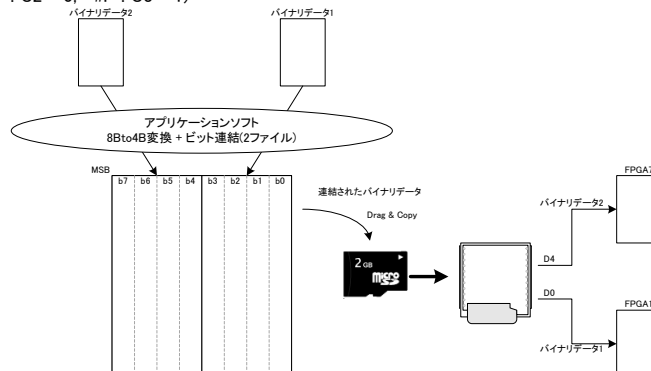 バイナリデータ2
バイナリデータ1
アプリケーションソフト
8Bto4B変換 + ビット連結(2ファイル)
MSB
b7 b6 b5 b4 b3 b2 b1 b0
連結されたバイナリデータ
Drag & Copy
2 GB
micro
バイナリデータ2
FPGA7
D4
D0
FPGA1
バイナリデータ1